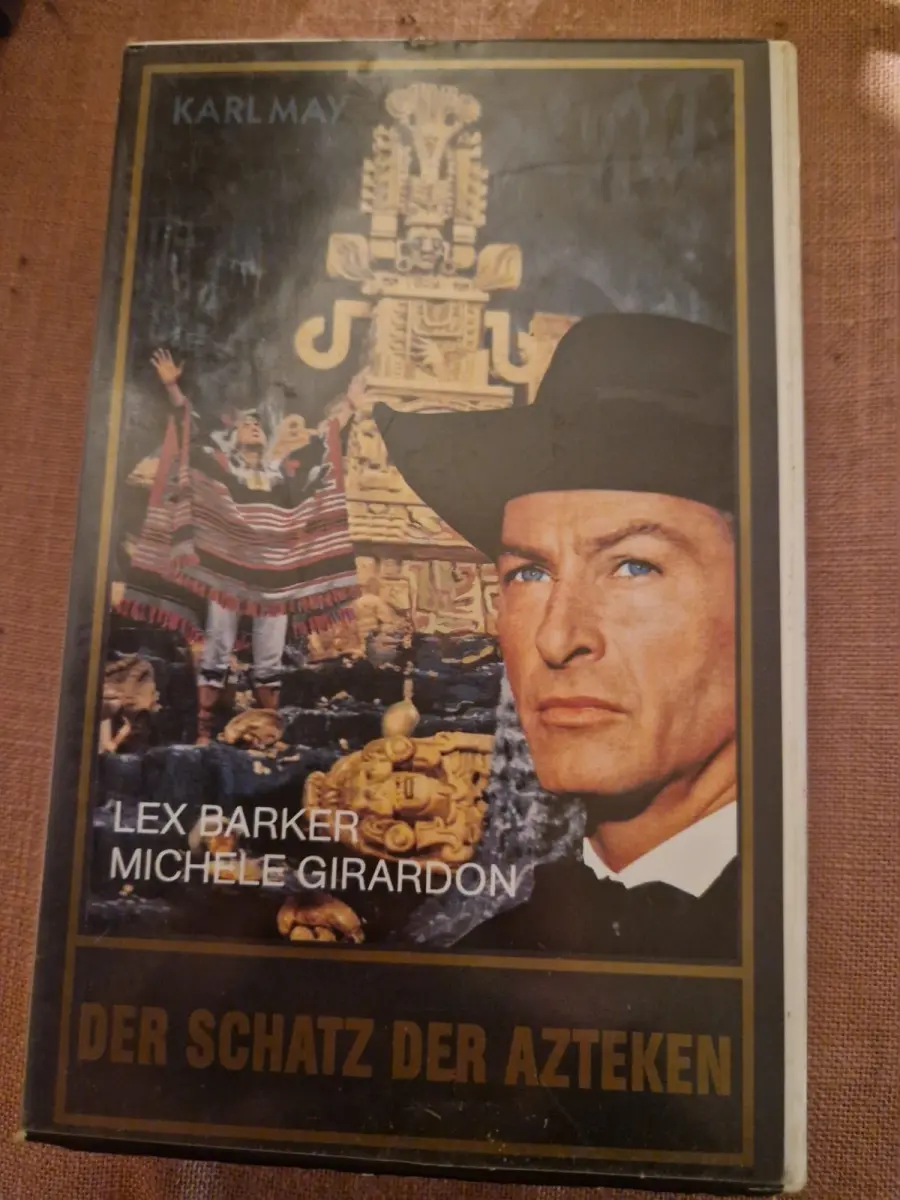 KARL MAY
LEX BARKER
MICHELE GIRARDON
DER SCHATZ DER AZTEKEN